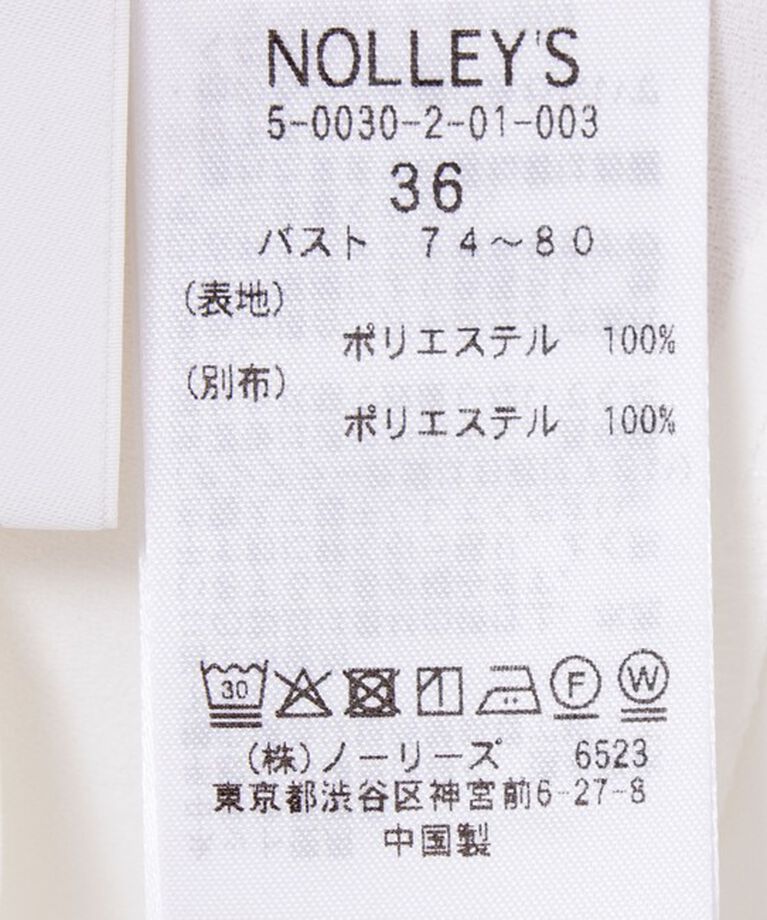 NOLLEY'S
5-0030-2-01-003
36
バスト 74～80
(表地)
ポリエステル 100%
(別布)
ポリエステル 100%
30 F W
(株)ノーリーズ 6523
東京都渋谷区神宮前6-27-8
中国製